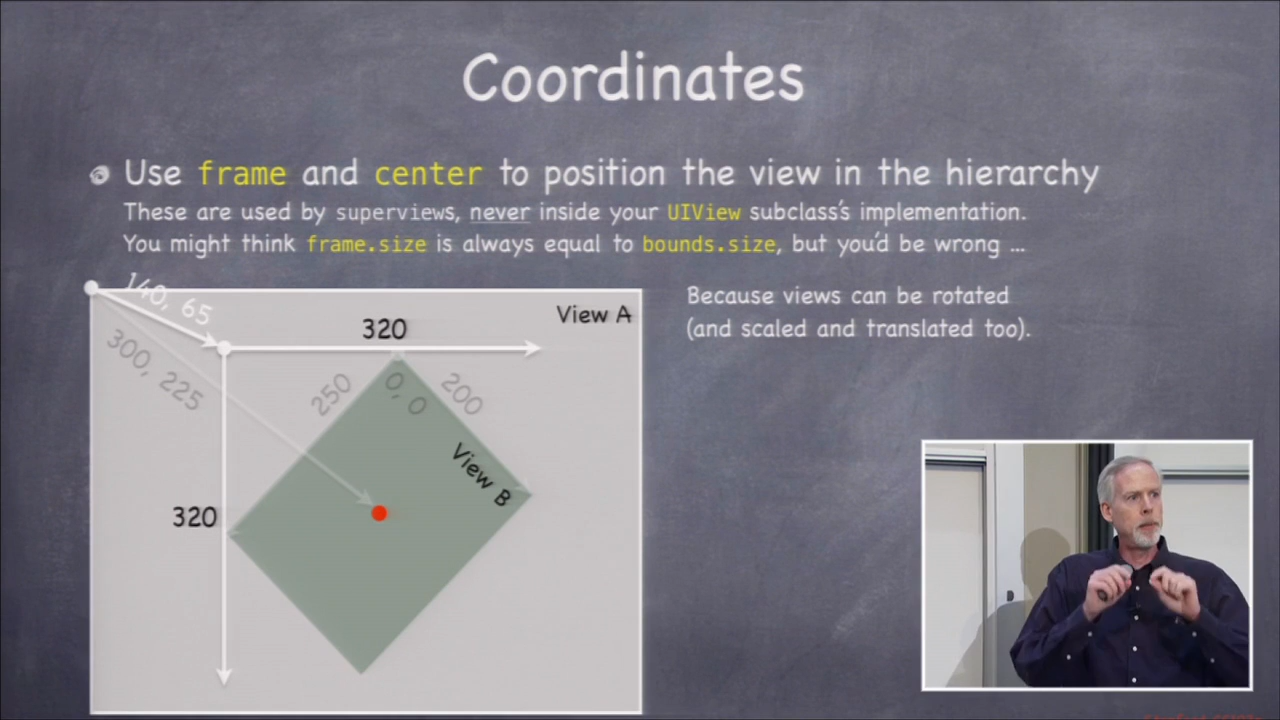 Coordinates
Use frame and center to position the view in the hierarchy
These are used by superviews, never inside your UIView subclass's implementation.
You might think frame.size is always equal to bounds.size, but you'd be wrong …
140, 65
View A
Because views can be rotated
(and scaled and translated too).
320
300, 225
250
0, 0
200
View B
320